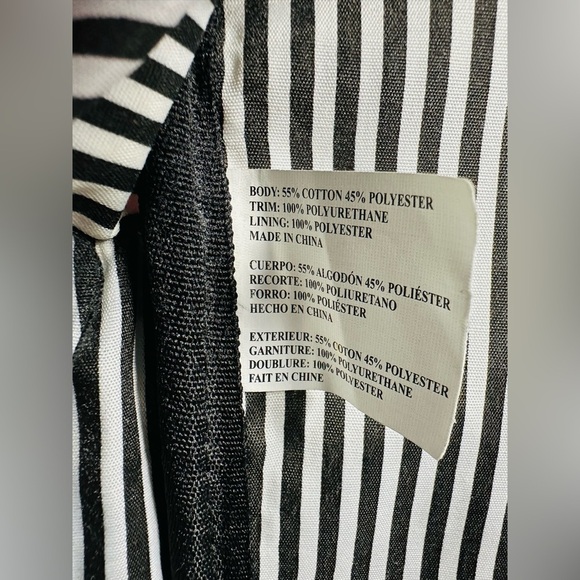 BODY: 55% COTTON 45% POLYESTER
TRIM: 100% POLYURETHANE
LINING: 100% POLYESTER
MADE IN CHINA
CUERPO: 55% ALGODÓN 45% POLIÉSTER
RECORTE: 100% POLIURETANO
FORRO: 100% POLIÉSTER
HECHO EN CHINA
EXTERIEUR: 55% COTON 45% POLYESTER
GARNITURE: 100% POLYURETHANE
DOUBLURE: 100% POLYESTER
FAIT EN CHINE